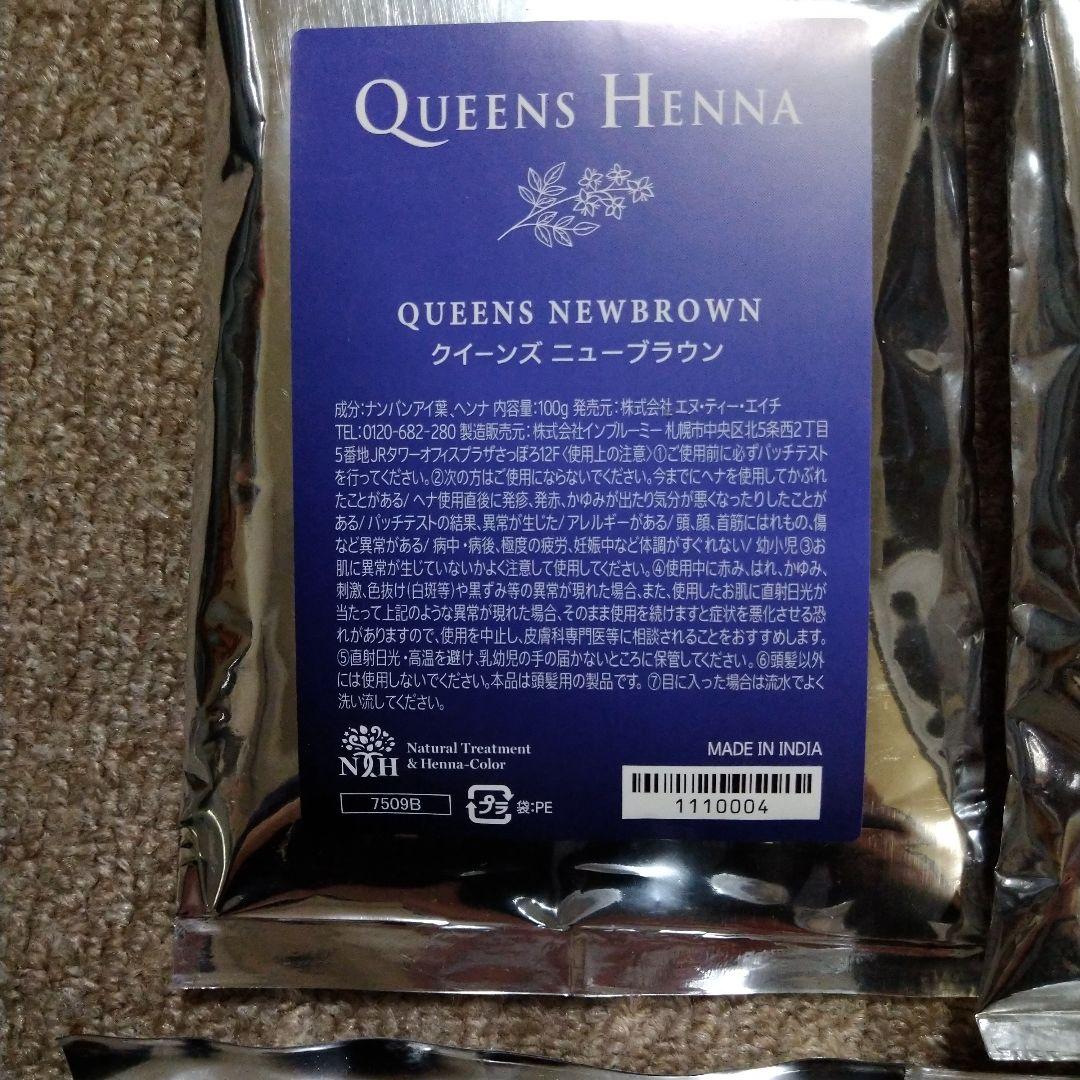 QUEENS HENNA
QUEENS NEWBROWN
クイーンズ ニューブラウン
成分:ナンバンアイ葉、ヘンナ 内容量:100g 発売元:株式会社 エヌ・ティー・エイチ
TEL:0120-682-280 製造販売元:株式会社インブルーミー 札幌市中央区北5条西2丁目
5番地 JRタワーオフィスプラザさっぽろ12F〈使用上の注意〉①ご使用前に必ずパッチテスト
を行ってください。②次の方はご使用にならないでください。今までにヘナを使用してかぶれ
たことがある/ ヘナ使用直後に発疹、発赤、かゆみが出たり気分が悪くなったりしたことが
ある/ パッチテストの結果、異常が生じた/ アレルギーがある/ 頭、顔、首筋にはれもの、傷
など異常がある/ 病中・病後、極度の疲労、妊娠中など体調がすぐれない/ 幼小児 ③お
肌に異常が生じていないかよく注意して使用してください。④使用中に赤み、はれ、かゆみ、
刺激、色抜け(白斑等)や黒ずみ等の異常が現れた場合、また、使用したお肌に直射日光が
当たって上記のような異常が現れた場合、そのまま使用を続けますと症状を悪化させる恐
れがありますので、使用を中止し、皮膚科専門医等に相談されることをおすすめします。
⑤直射日光・高温を避け、乳幼児の手の届かないところに保管してください。⑥頭髪以外
には使用しないでください。本品は頭髪用の製品です。⑦目に入った場合は流水でよく
洗い流してください。
NTH Natural Treatment
& Henna-Color
MADE IN INDIA
7509B
プラ 袋:PE
1110004